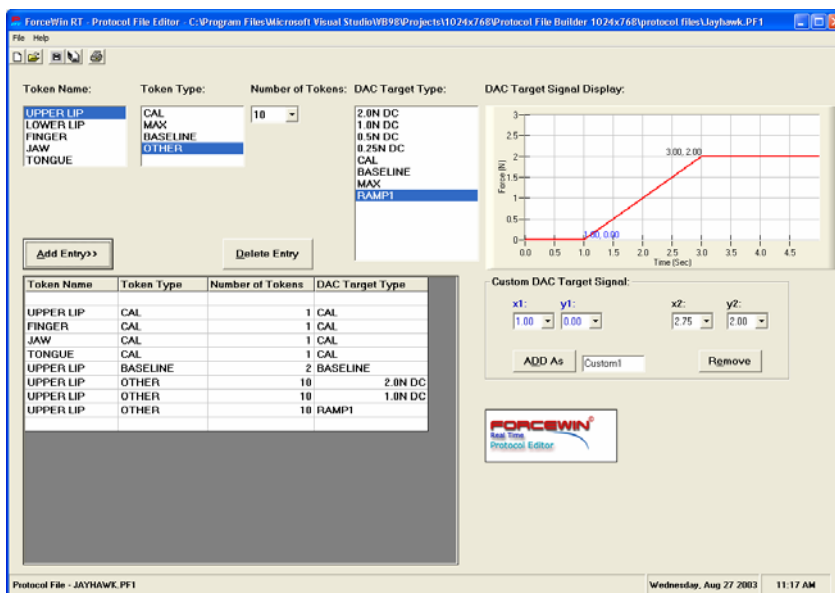 ForceWin RT - Protocol File Editor - C:\Program Files\Microsoft Visual Studio\VB98\Projects\1024x768\Protocol File Builder 1024x768\protocol files\Jayhawk.PF1
File Help
Token Name: Token Type: Number of Tokens: DAC Target Type: DAC Target Signal Display:
UPPER LIP
LOWER LIP
FINGER
JAW
TONGUE
CAL
MAX
BASELINE
OTHER
10
2.0N DC
1.0N DC
0.5N DC
0.25N DC
CAL
BASELINE
MAX
RAMP1
Force (N)
3
2.5
2
1.5
1
0.5
0
3.00, 2.00
1.00, 0.00
0.0 0.5 1.0 1.5 2.0 2.5 3.0 3.5 4.0 4.5
Time (Sec)
Add Entry>> Delete Entry
Token Name Token Type Number of Tokens DAC Target Type
UPPER LIP CAL 1 CAL
FINGER CAL 1 CAL
JAW CAL 1 CAL
TONGUE CAL 1 CAL
UPPER LIP BASELINE 2 BASELINE
UPPER LIP OTHER 10 2.0N DC
UPPER LIP OTHER 10 1.0N DC
UPPER LIP OTHER 10 RAMP1
Custom DAC Target Signal:
x1: y1: x2: y2:
1.00 0.00 2.75 2.00
ADD As Custom1 Remove
FORCEWIN©
Real Time
Protocol Editor
Protocol File - JAYHAWK.PF1 Wednesday, Aug 27 2003 11:17 AM